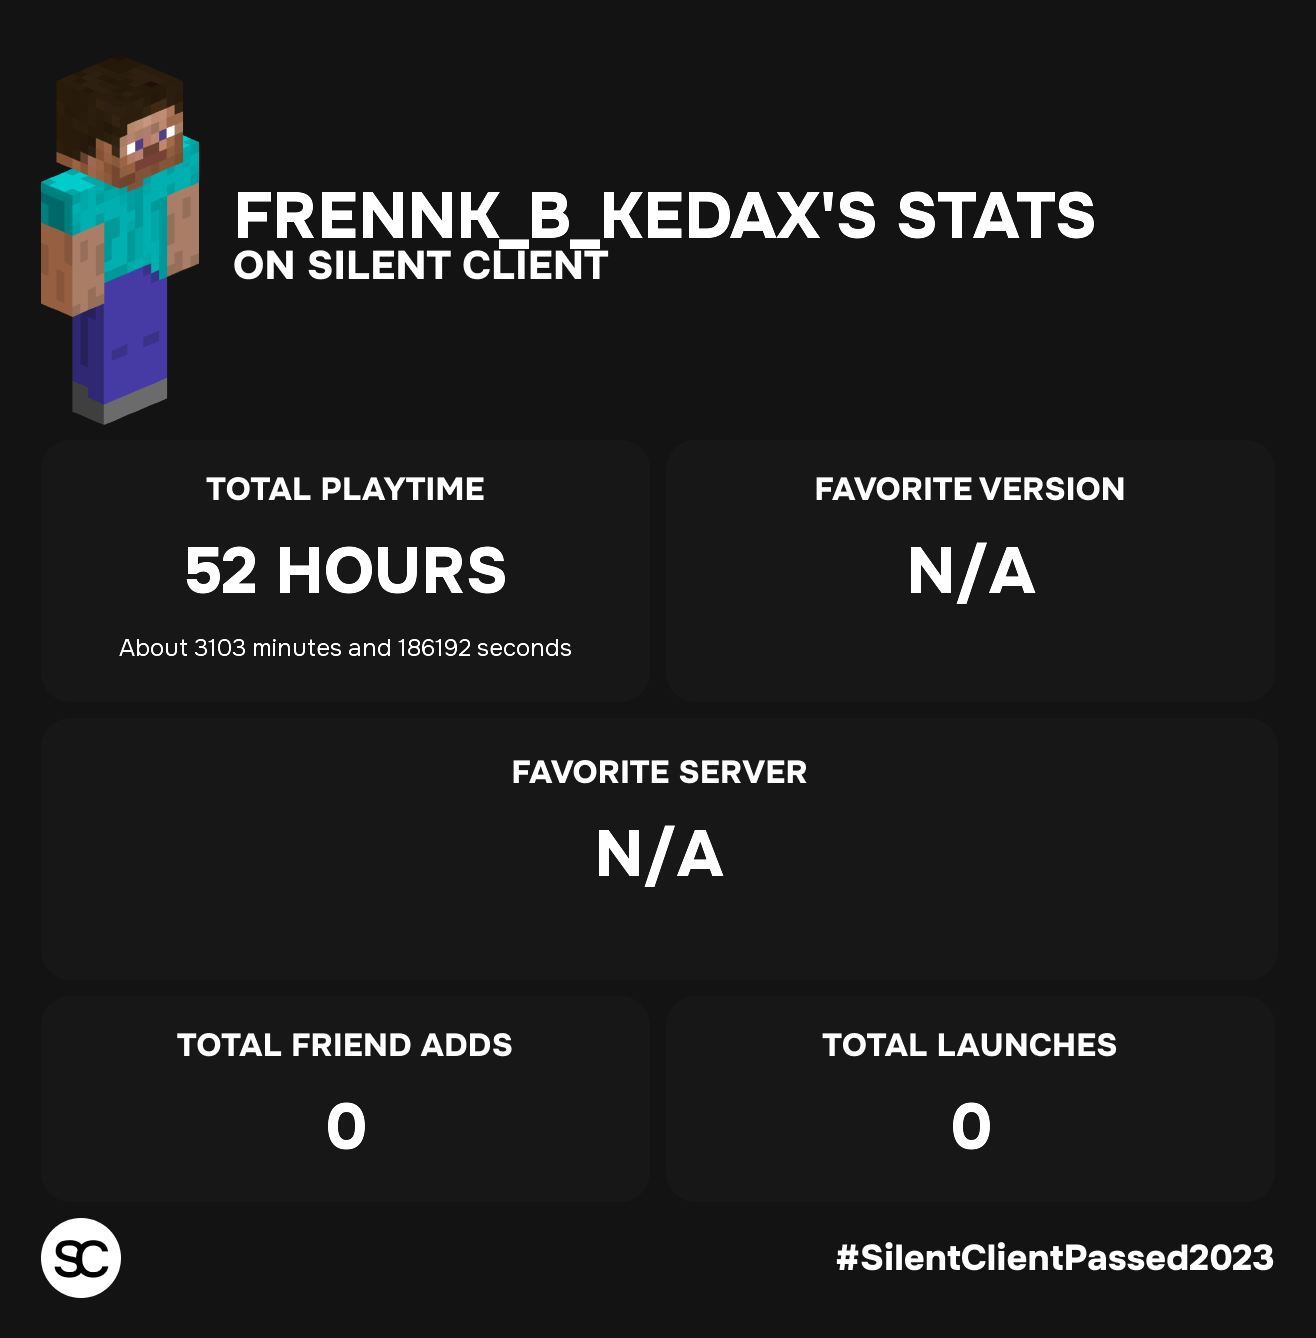 FRENNK_B_KEDAX'S STATS
ON SILENT CLIENT
TOTAL PLAYTIME
52 HOURS
About 3103 minutes and 186192 seconds
FAVORITE VERSION
N/A
FAVORITE SERVER
N/A
TOTAL FRIEND ADDS
0
TOTAL LAUNCHES
0
SC
#SilentClientPassed2023